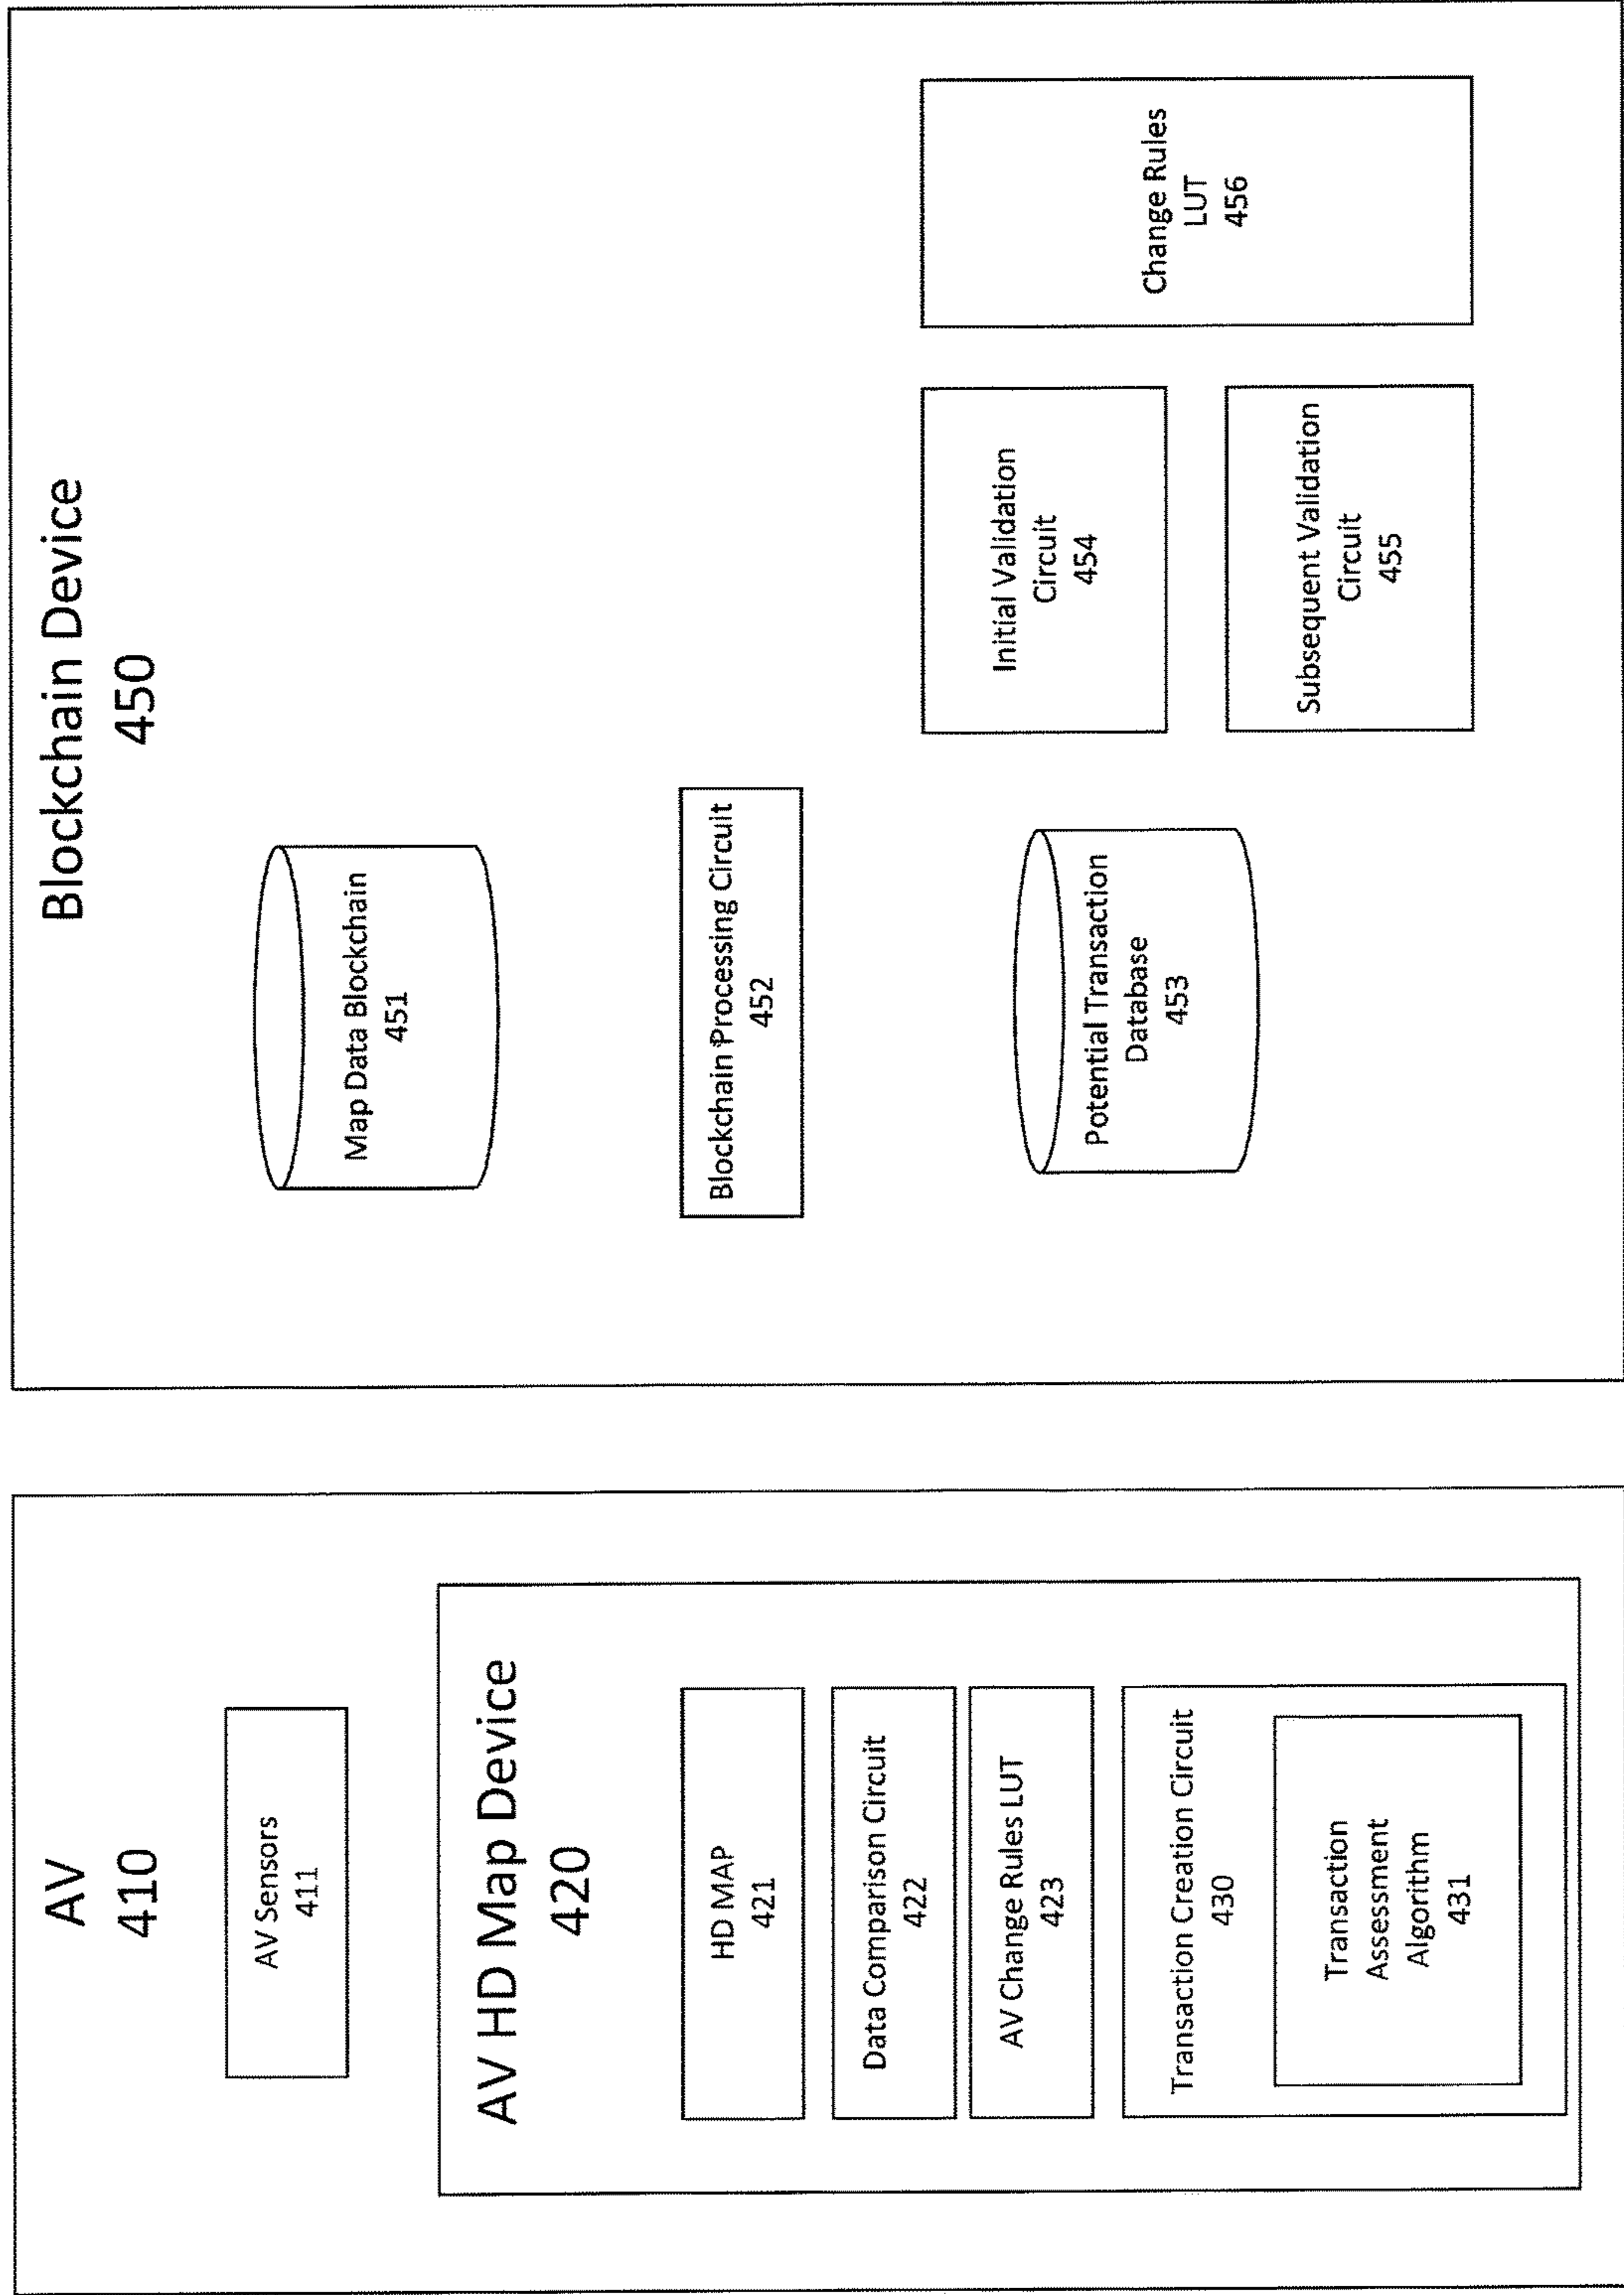 AV
410
AV Sensors
411
AV HD Map Device
420
HD MAP
421
Data Comparison Circuit
422
AV Change Rules LUT
423
Transaction Creation Circuit
430
Transaction
Assessment
Algorithm
431
Blockchain Device
450
Map Data Blockchain
451
Blockchain Processing Circuit
452
Potential Transaction
Database
453
Initial Validation
Circuit
454
Subsequent Validation
Circuit
455
Change Rules
LUT
456